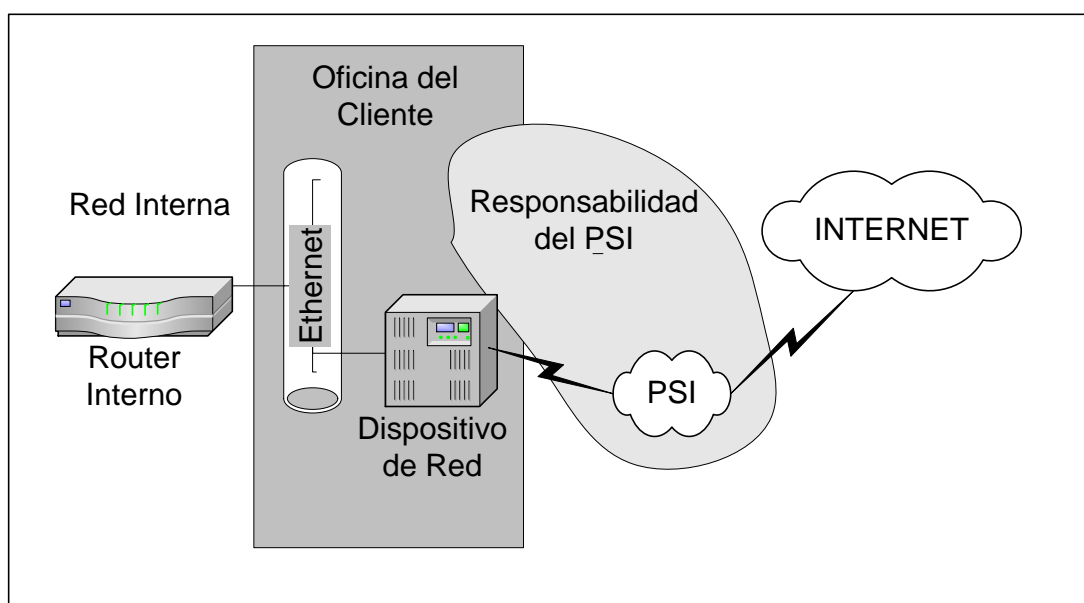 Oficina del
Cliente
Red Interna
Ethernet
Responsabilidad
del PSI
INTERNET
Router
Interno
PSI
Dispositivo
de Red